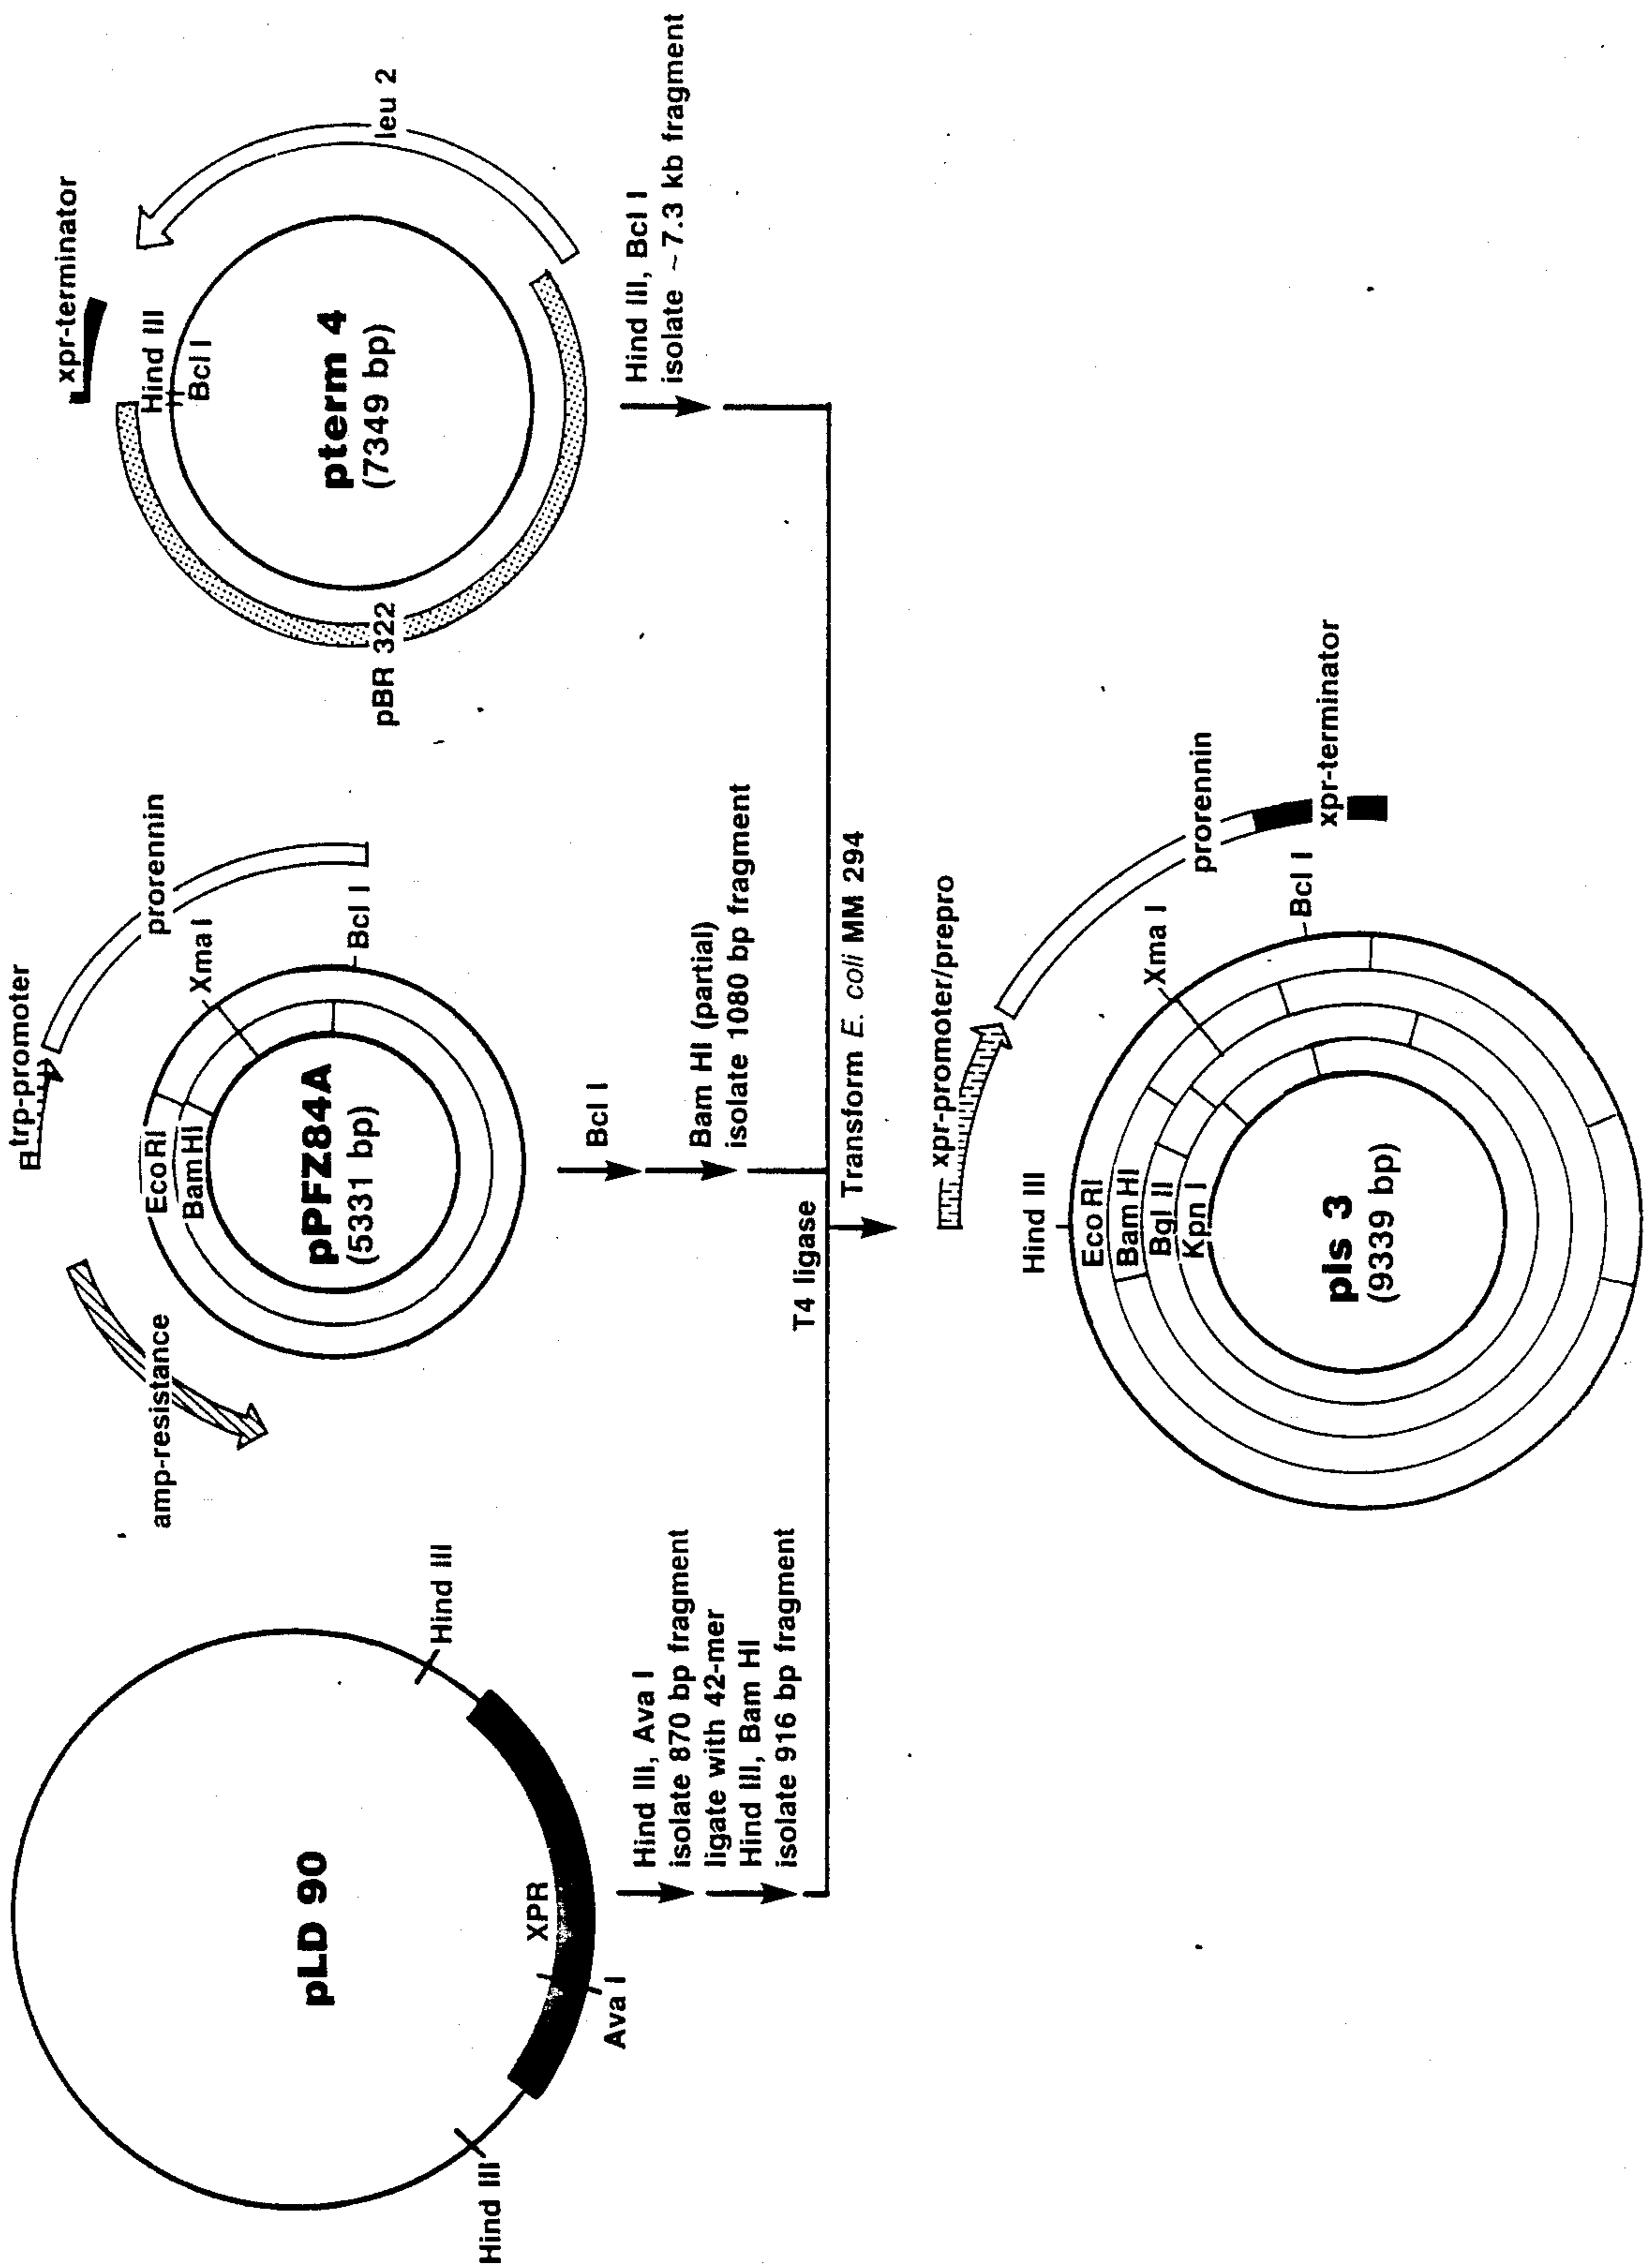 pLD 90
Hind III
Hind III
XPR
Ava I
Hind III, Ava I
isolate 870 bp fragment
ligate with 42-mer
Hind III, Bam HI
isolate 916 bp fragment
trp-promoter
prorennin
amp-resistance
EcoRI
BamHI
Xma I
Bcl I
pPFZ84A
(5331 bp)
Bcl I
Bam HI (partial)
isolate 1080 bp fragment
xpr-terminator
leu 2
Hind III
Bcl I
pterm 4
(7349 bp)
pBR 322
Hind III, Bcl I
isolate ~7.3 kb fragment
T4 ligase
Transform E. coli MM 294
xpr-promoter/prepro
prorennin
xpr-terminator
Hind III
Eco RI
Bam HI
Bgl II
Kpn I
Xma I
Bcl I
pls 3
(9339 bp)